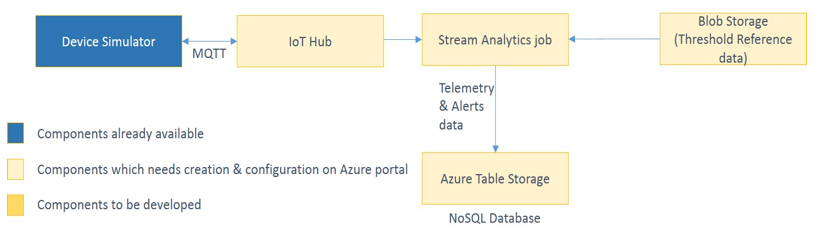 Device Simulator
MQTT
IoT Hub
Stream Analytics job
Blob Storage
(Threshold Reference
data)
Telemetry
& Alerts
data
Components already available
Components which needs creation & configuration on Azure portal
Components to be developed
Azure Table Storage
NoSQL Database